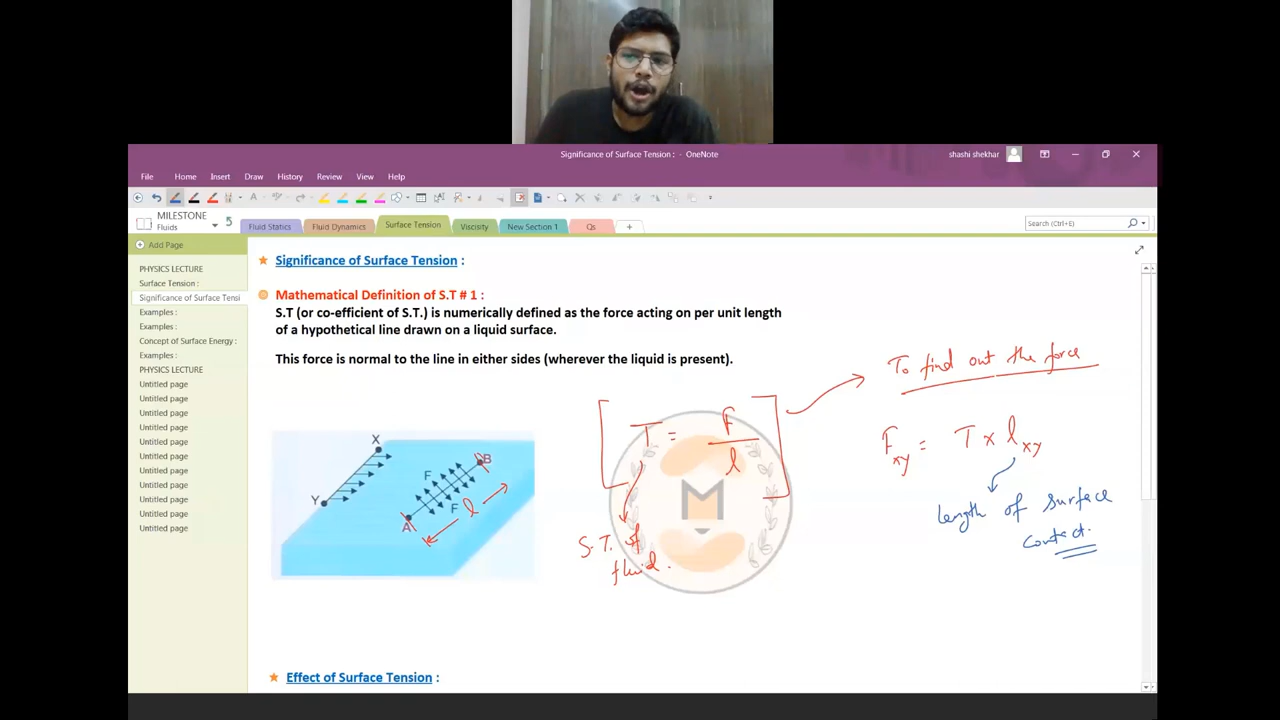 Significance of Surface Tension : - OneNote
shashi shekhar
File Home Insert Draw History Review View Help
MILESTONE
Fluids
Fluid Statics Fluid Dynamics Surface Tension Viscosity New Section 1 Qs +
Search (Ctrl+E)
Add Page
PHYSICS LECTURE
Surface Tension :
Significance of Surface Tensi
Examples :
Examples :
Concept of Surface Energy :
Examples :
PHYSICS LECTURE
Untitled page
Untitled page
Untitled page
Untitled page
Untitled page
Untitled page
Untitled page
Untitled page
Untitled page
Untitled page
Untitled page
Significance of Surface Tension :
Mathematical Definition of S.T # 1 :
S.T (or co-efficient of S.T.) is numerically defined as the force acting on per unit length
of a hypothetical line drawn on a liquid surface.
This force is normal to the line in either sides (wherever the liquid is present).
X
Y
F
B
F
A
l
T = F / l
S.T. of
fluid.
M
To find out the force
Fxy = T x lxy
length of surface
contact.
Effect of Surface Tension :